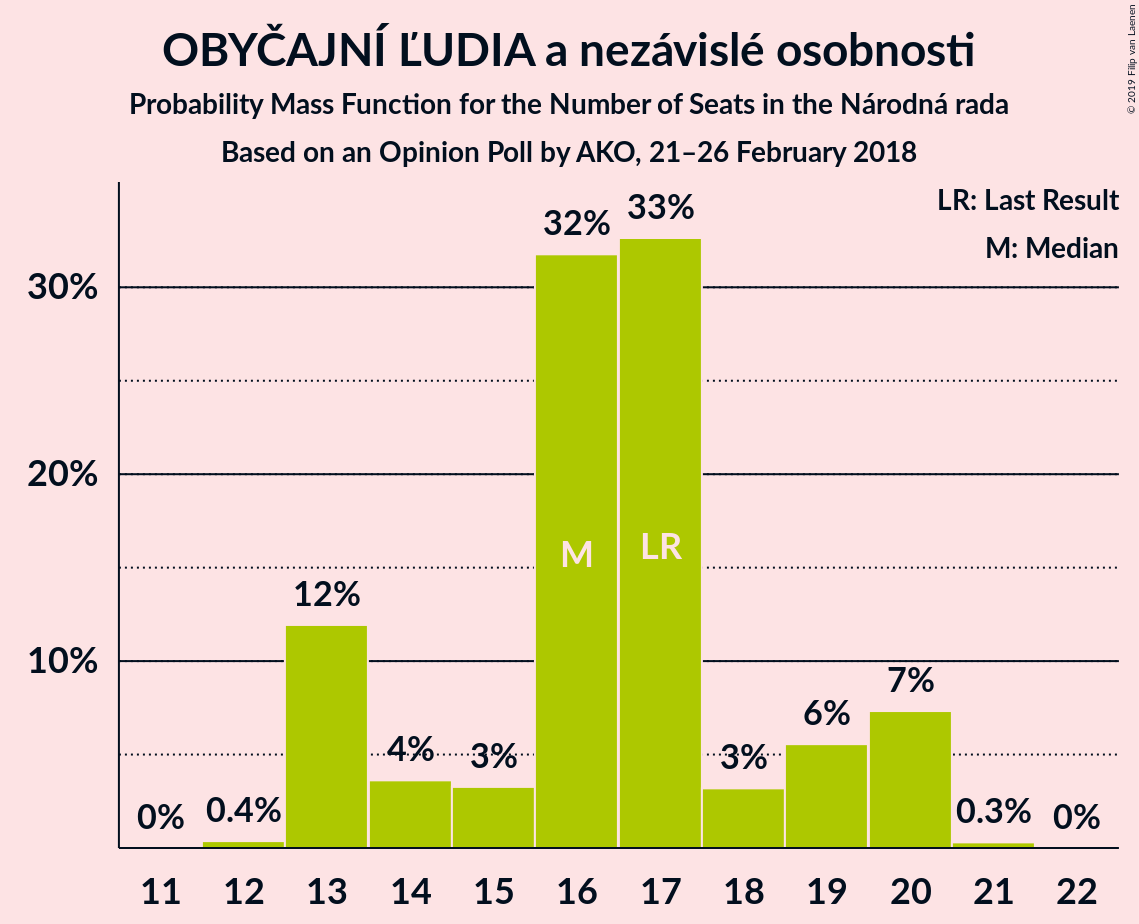 OBYČAJNÍ ĽUDIA a nezávislé osobnosti
Probability Mass Function for the Number of Seats in the Národná rada
Based on an Opinion Poll by AKO, 21–26 February 2018
© 2019 Filip van Laenen
LR: Last Result
M: Median
30%
20%
10%
0%
0.4%
12%
4%
3%
32%
33%
3%
6%
7%
0.3%
0%
M
LR
11 12 13 14 15 16 17 18 19 20 21 22